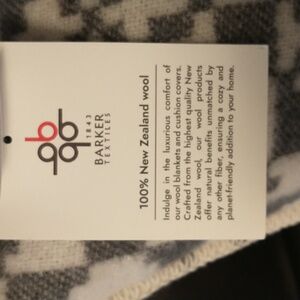 1843
BARKER
TEXTILES
100% New Zealand wool
Indulge in the luxurious comfort of
our wool blankets and cushion covers.
Crafted from the highest quality New
Zealand wool, our wool products
offer natural benefits unmatched by
any other fiber, ensuring a cozy and
planet-friendly addition to your home.